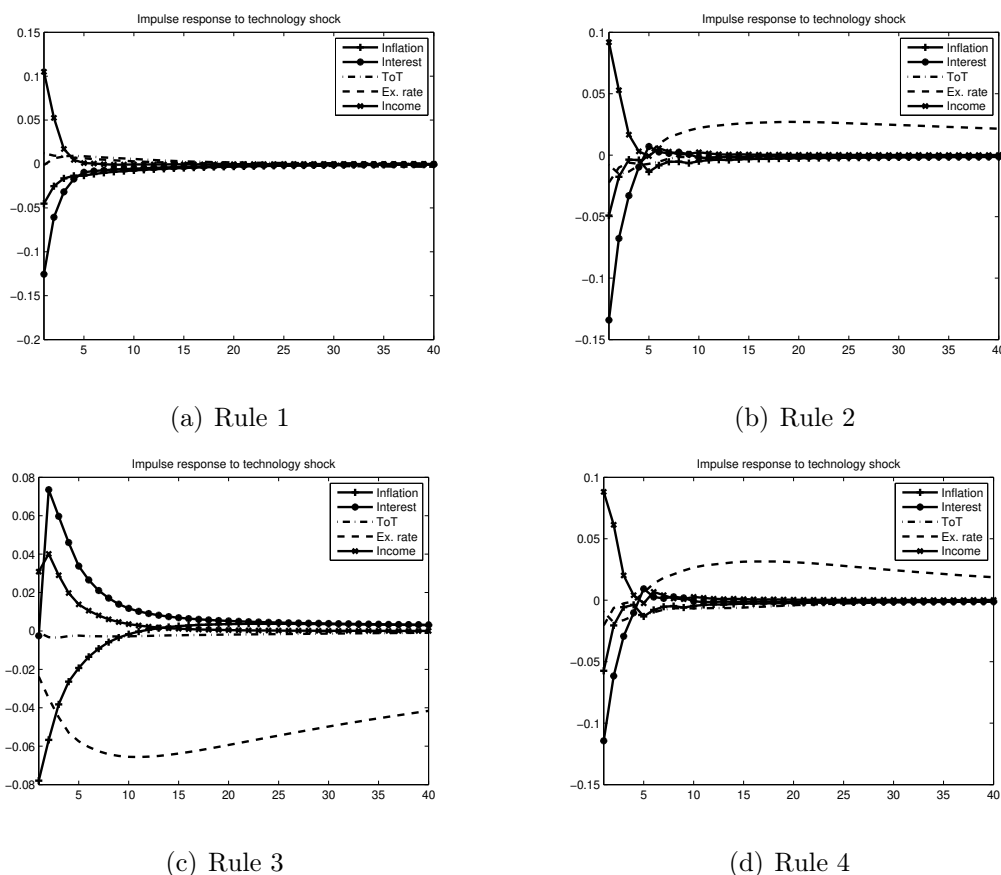 Impulse response to technology shock
0.15
0.1
0.05
0
−0.05
−0.1
−0.15
−0.2
5 10 15 20 25 30 35 40
Inflation
Interest
ToT
Ex. rate
Income
(a) Rule 1
Impulse response to technology shock
0.1
0.05
0
−0.05
−0.1
−0.15
5 10 15 20 25 30 35 40
Inflation
Interest
ToT
Ex. rate
Income
(b) Rule 2
Impulse response to technology shock
0.08
0.06
0.04
0.02
0
−0.02
−0.04
−0.06
−0.08
5 10 15 20 25 30 35 40
Inflation
Interest
ToT
Ex. rate
Income
(c) Rule 3
Impulse response to technology shock
0.1
0.05
0
−0.05
−0.1
−0.15
5 10 15 20 25 30 35 40
Inflation
Interest
ToT
Ex. rate
Income
(d) Rule 4